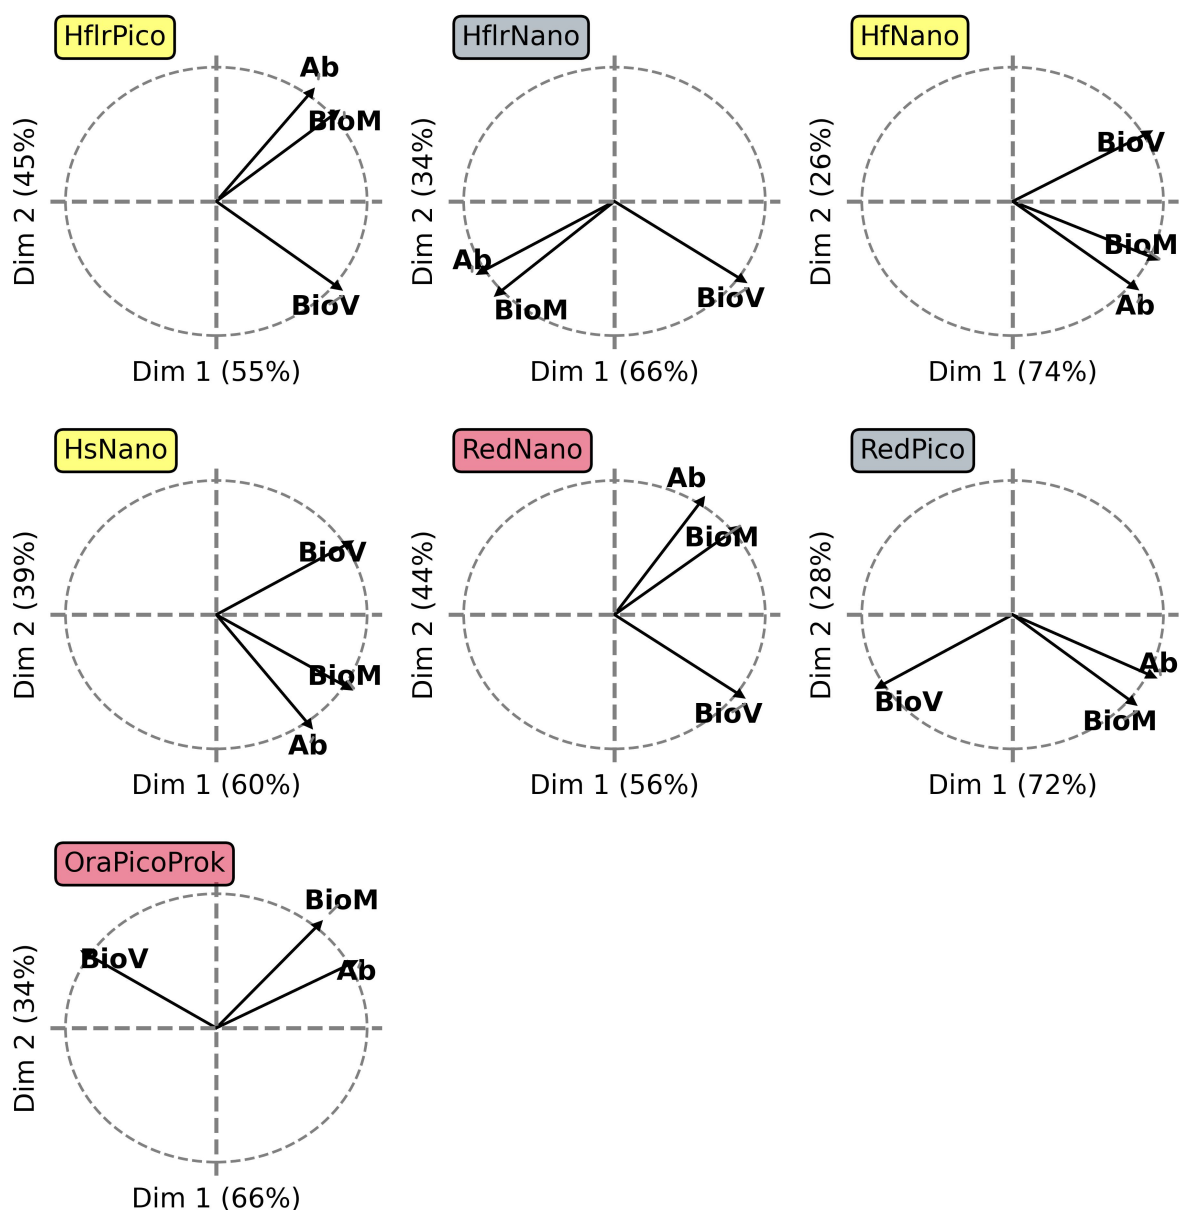 HflrPico
Ab
BioM
BioV
Dim 2 (45%)
Dim 1 (55%)
HflrNano
Ab
BioM
BioV
Dim 2 (34%)
Dim 1 (66%)
HfNano
BioV
BioM
Ab
Dim 2 (26%)
Dim 1 (74%)
HsNano
BioV
BioM
Ab
Dim 2 (39%)
Dim 1 (60%)
RedNano
Ab
BioM
BioV
Dim 2 (44%)
Dim 1 (56%)
RedPico
Ab
BioV
BioM
Dim 2 (28%)
Dim 1 (72%)
OraPicoProk
BioM
BioV
Ab
Dim 2 (34%)
Dim 1 (66%)